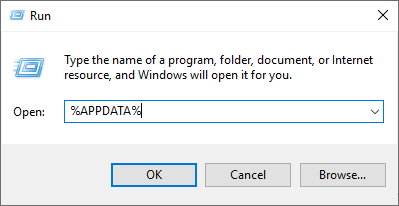 Run
Type the name of a program, folder, document, or Internet
resource, and Windows will open it for you.
Open: %APPDATA%
OK Cancel Browse...